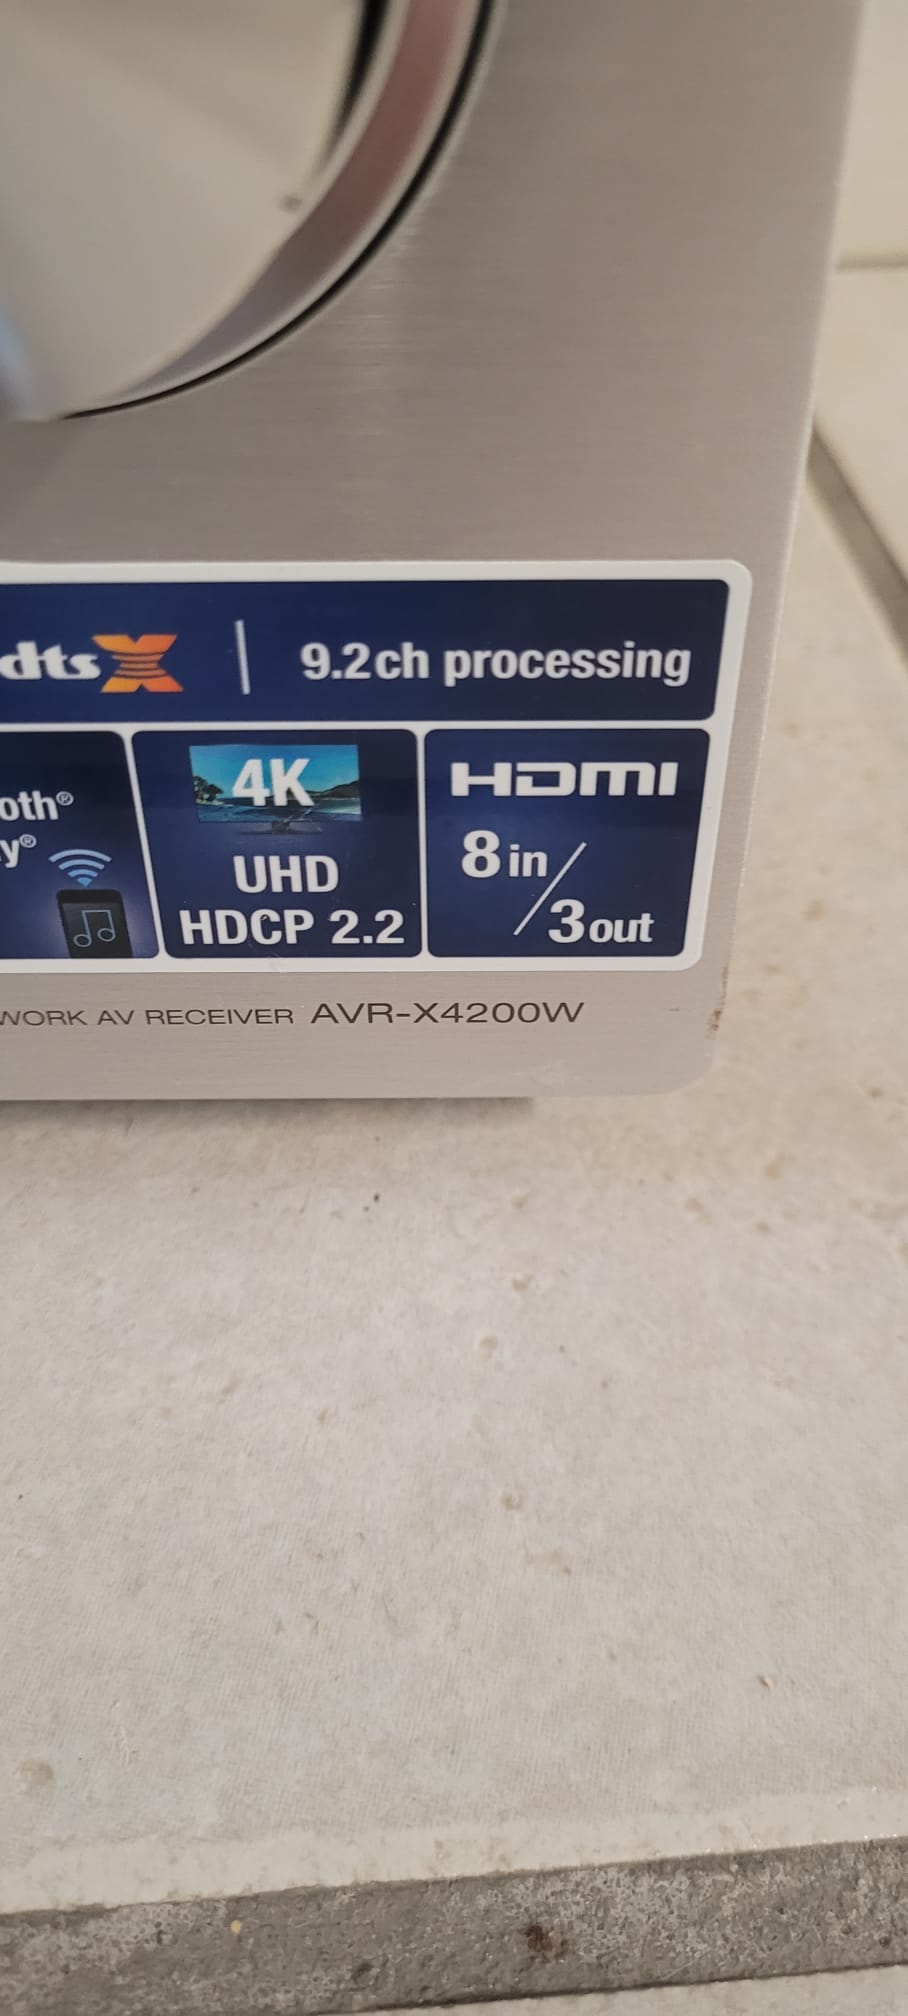 dts X | 9.2ch processing
oth®
y®
4K
UHD
HDCP 2.2
HDMI
8in/3out
WORK AV RECEIVER AVR-X4200W